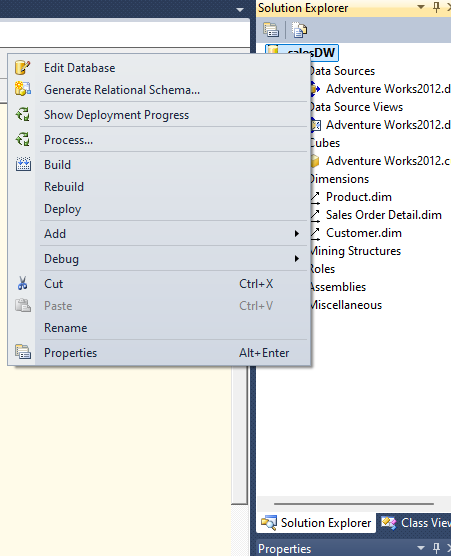 Solution Explorer
salesDW
Edit Database
Generate Relational Schema...
Show Deployment Progress
Process...
Build
Rebuild
Deploy
Add
Debug
Cut Ctrl+X
Paste Ctrl+V
Rename
Properties Alt+Enter
Data Sources
Adventure Works2012.d
Data Source Views
Adventure Works2012.d
Cubes
Adventure Works2012.c
Dimensions
Product.dim
Sales Order Detail.dim
Customer.dim
Mining Structures
Roles
Assemblies
Miscellaneous
Solution Explorer
Class View
Properties